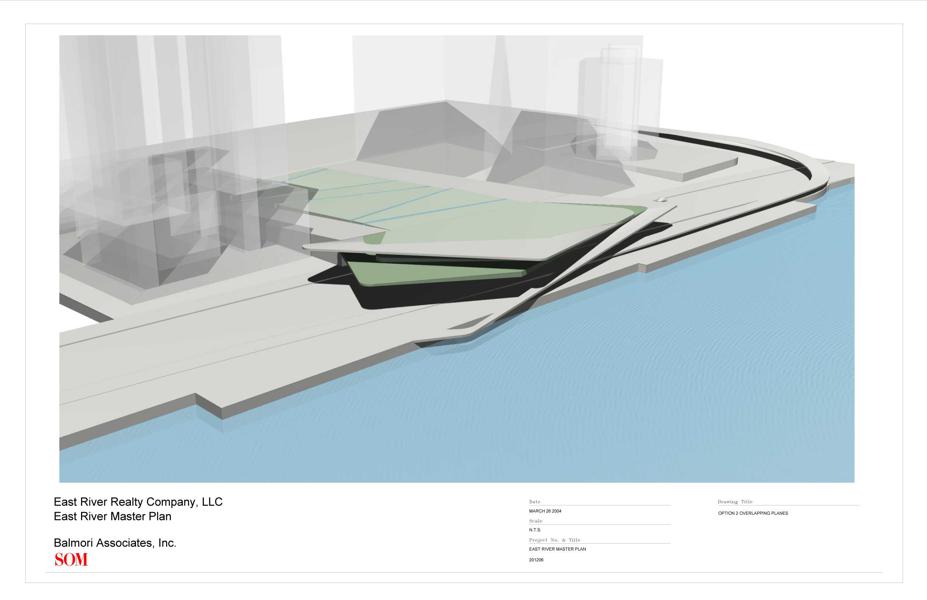 East River Realty Company, LLC
East River Master Plan
Balmori Associates, Inc.
SOM
Date
MARCH 26 2004
Scale
N.T.S.
Project No. & Title
EAST RIVER MASTER PLAN
201206
Drawing Title
OPTION 2 OVERLAPPING PLANES